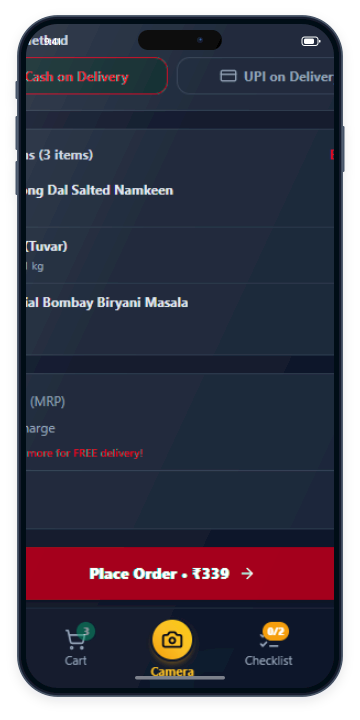 Cash on Delivery
UPI on Deliver
ns (3 items)
E
ong Dal Salted Namkeen
(Tuvar)
kg
ial Bombay Biryani Masala
(MRP)
harge
more for FREE delivery!
Place Order • ₹339 →
3
0/2
Cart
Camera
Checklist